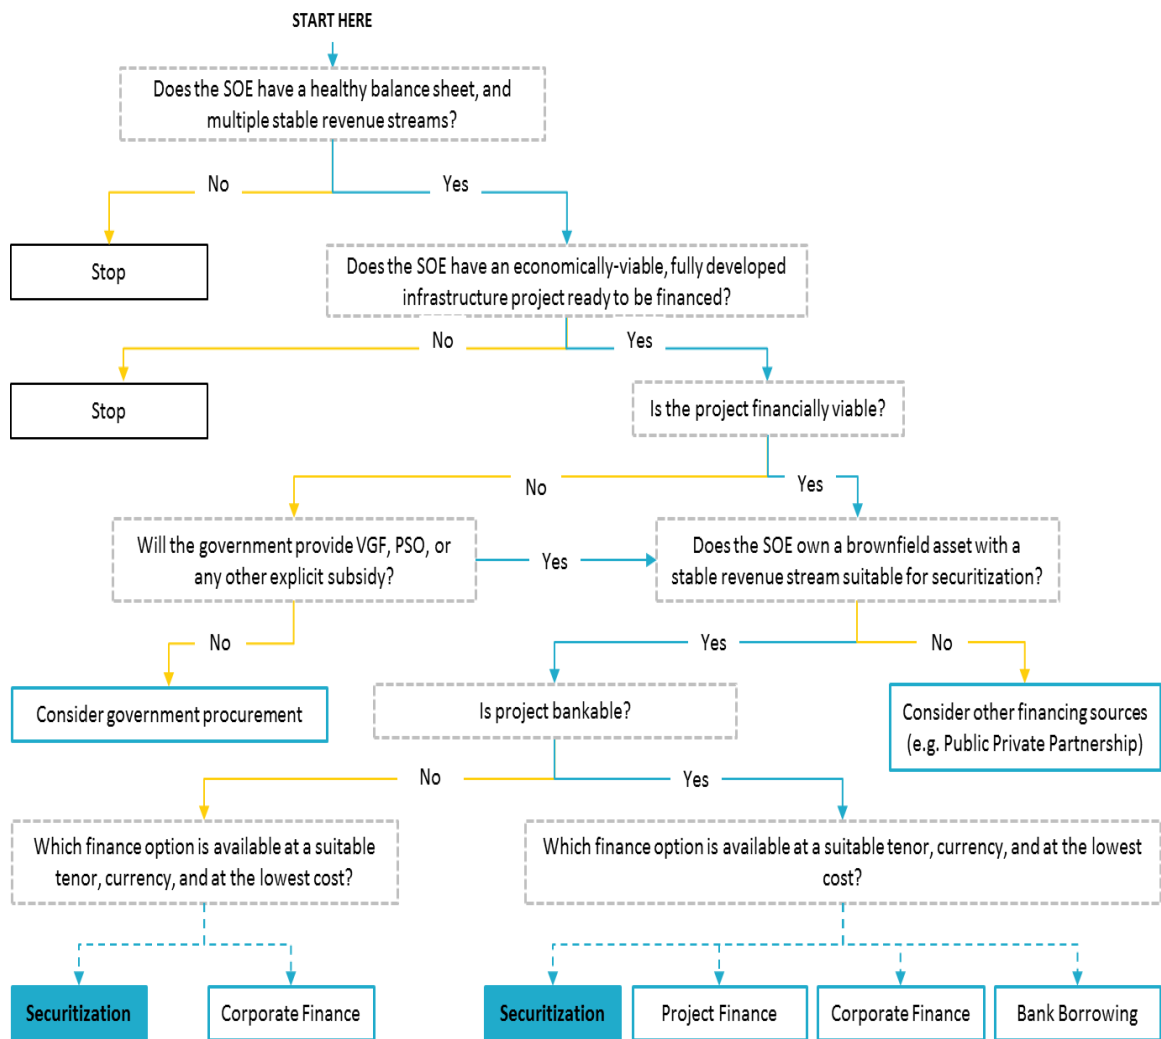 START HERE
Does the SOE have a healthy balance sheet, and
multiple stable revenue streams?
No
Yes
Stop
Does the SOE have an economically-viable, fully developed
infrastructure project ready to be financed?
No
Yes
Stop
Is the project financially viable?
No
Yes
Will the government provide VGF, PSO, or
any other explicit subsidy?
Yes
Does the SOE own a brownfield asset with a
stable revenue stream suitable for securitization?
No
Yes
No
Consider government procurement
Is project bankable?
Consider other financing sources
(e.g. Public Private Partnership)
No
Yes
Which finance option is available at a suitable
tenor, currency, and at the lowest cost?
Which finance option is available at a suitable tenor, currency, and at the lowest
cost?
Securitization
Corporate Finance
Securitization
Project Finance
Corporate Finance
Bank Borrowing